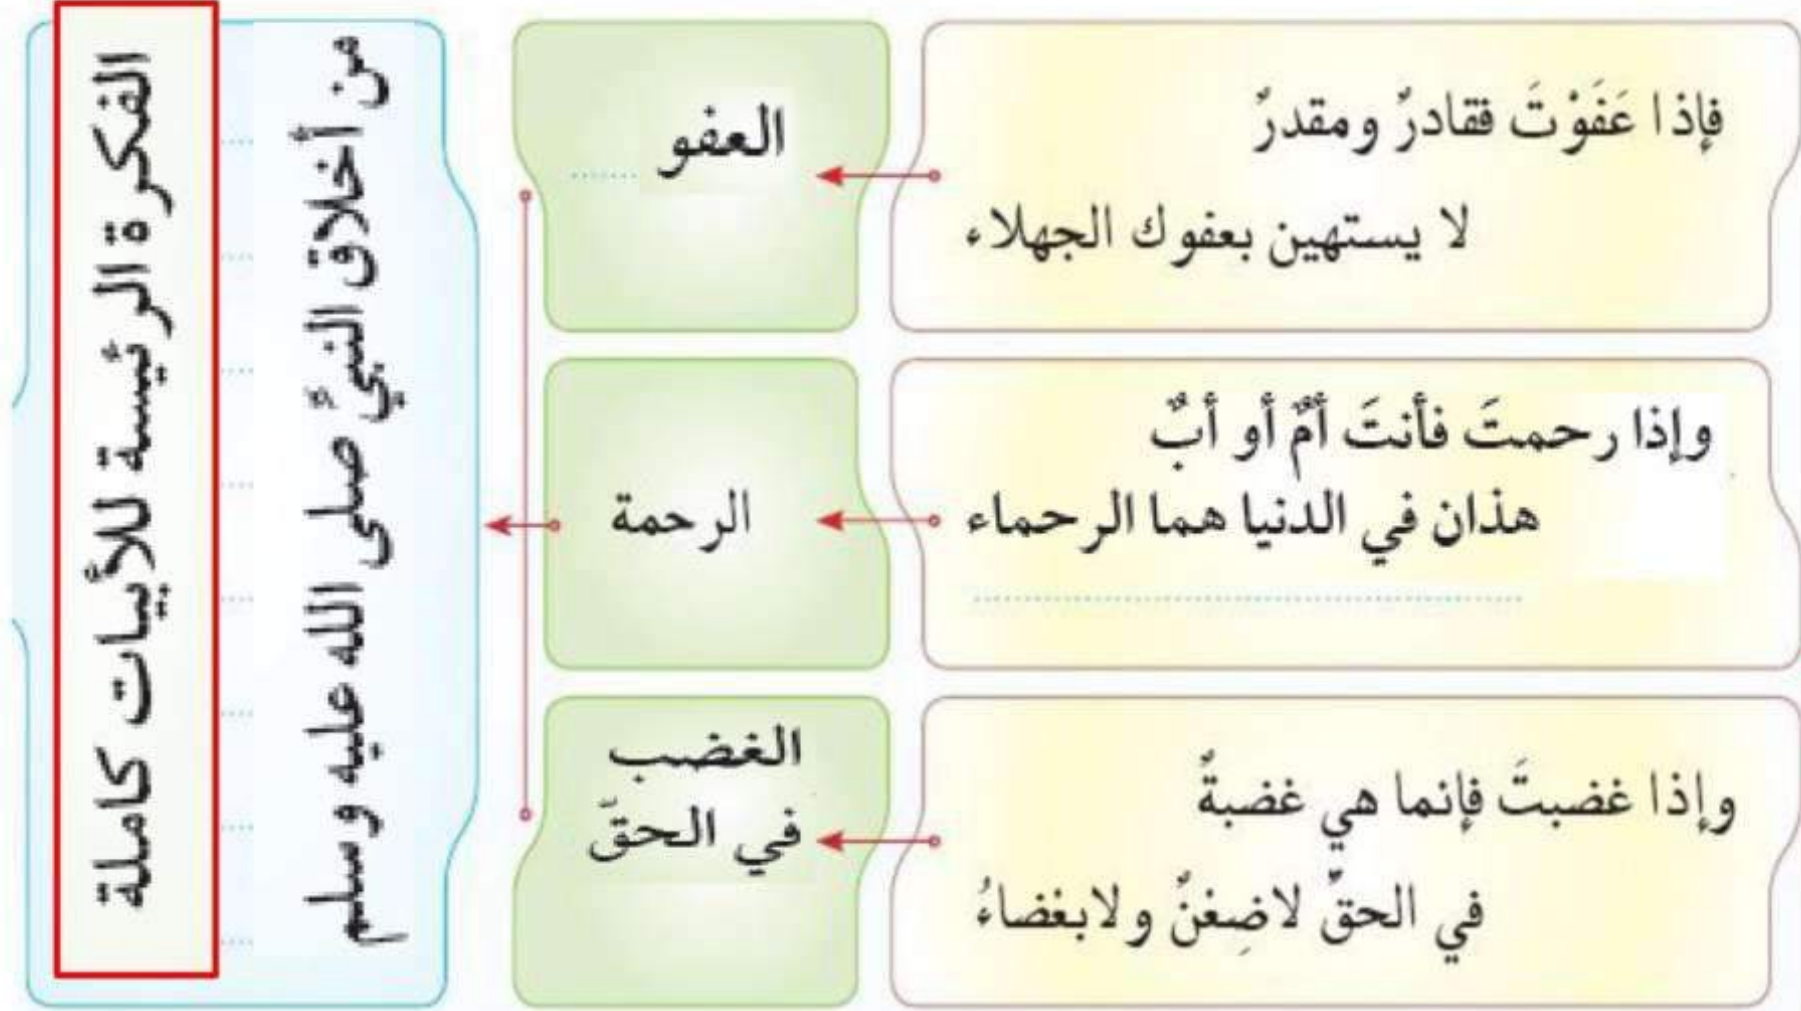 فإذا عَفَوْتَ فقادرٌ ومقدرٌ
لا يستهين بعفوك الجهلاء
العفو
وإذا رحمتَ فأنتَ أمٌّ أو أبٌ
هذان في الدنيا هما الرحماء
الرحمة
وإذا غضبتَ فإنما هي غضبةٌ
في الحقِّ لاضِغنٌ ولابغضاءُ
الغضب
في الحقِّ
من أخلاق النبيِّ صلى الله عليه وسلم
الفكرة الرئيسة للأبيات كاملة